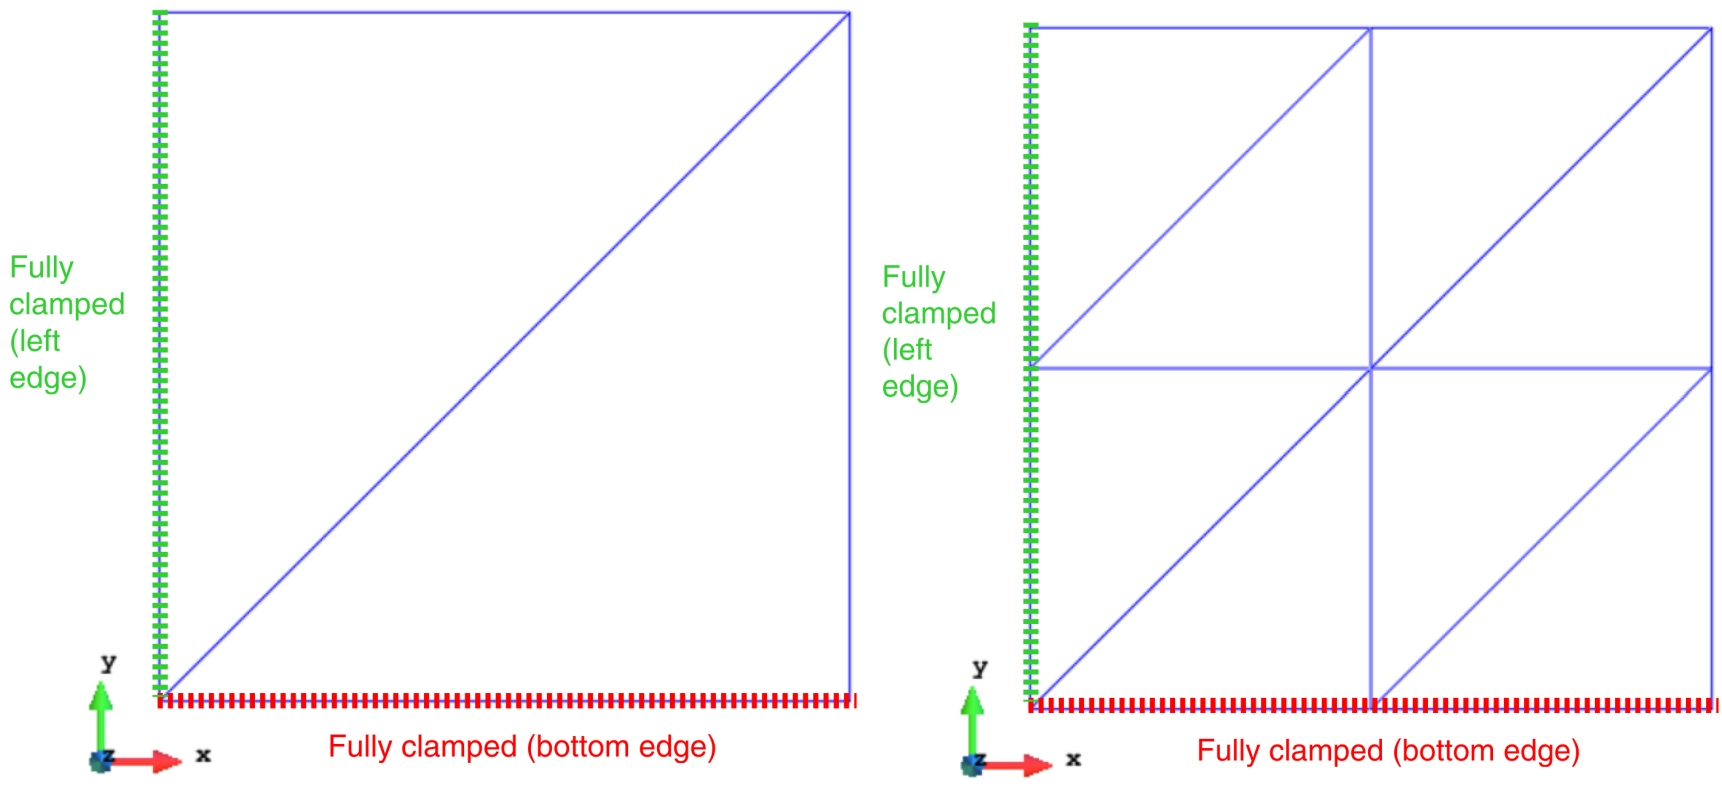 Fully
clamped
(left
edge)
y
z
x
Fully clamped (bottom edge)
Fully
clamped
(left
edge)
y
z
x
Fully clamped (bottom edge)